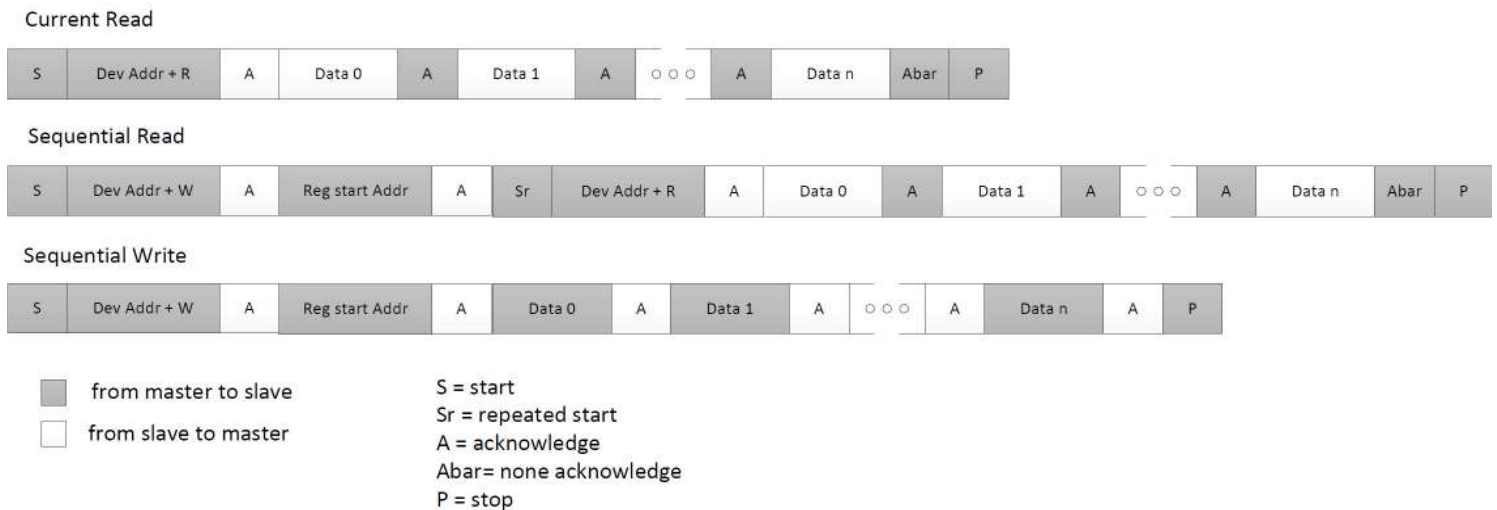 Current Read
S Dev Addr + R A Data 0 A Data 1 A ○ ○ ○ A Data n Abar P
Sequential Read
S Dev Addr + W A Reg start Addr A Sr Dev Addr + R A Data 0 A Data 1 A ○ ○ ○ A Data n Abar P
Sequential Write
S Dev Addr + W A Reg start Addr A Data 0 A Data 1 A ○ ○ ○ A Data n A P
from master to slave
from slave to master
S = start
Sr = repeated start
A = acknowledge
Abar= none acknowledge
P = stop